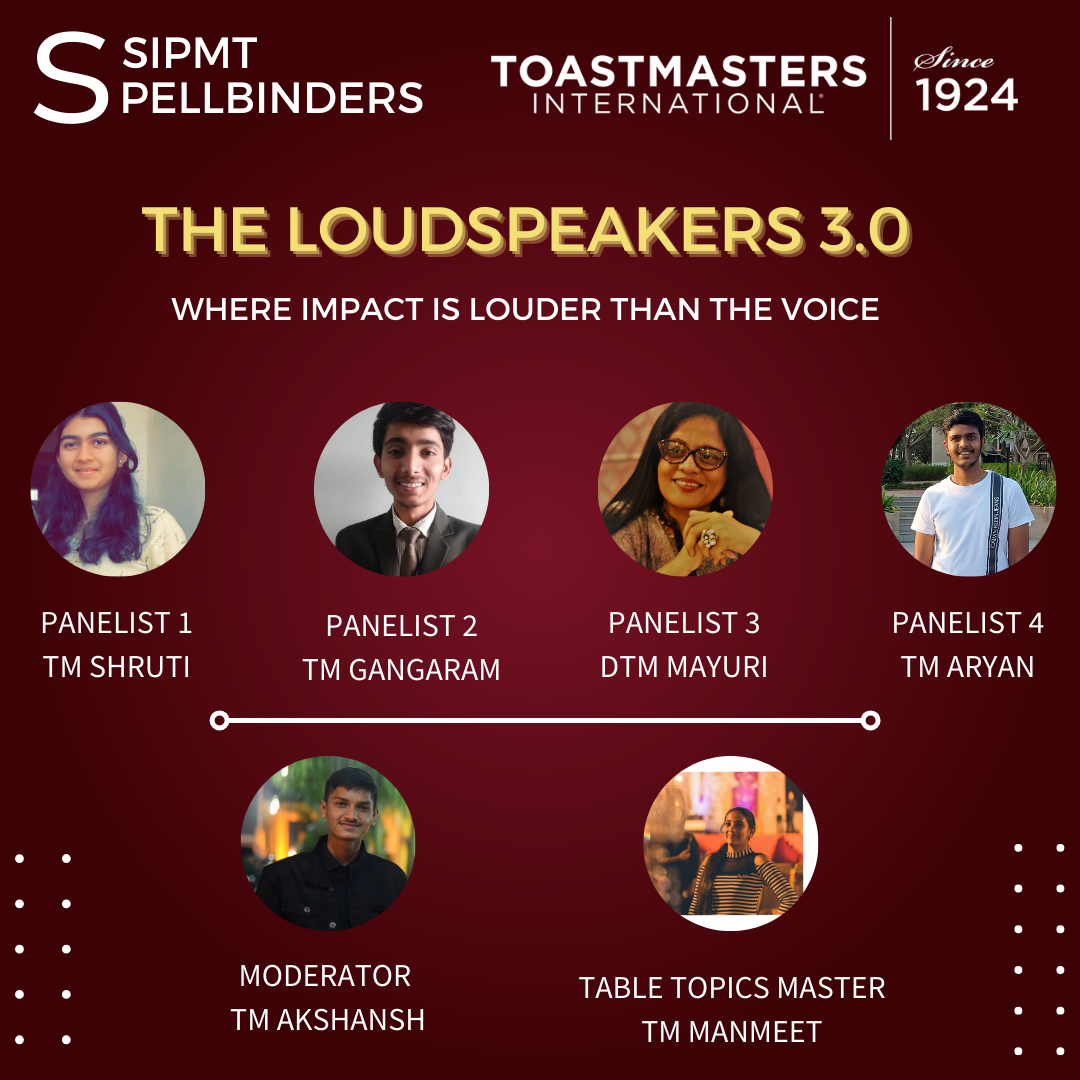 SIPMT
SPELLBINDERS
TOASTMASTERS
INTERNATIONAL®
Since
1924
THE LOUDSPEAKERS 3.0
WHERE IMPACT IS LOUDER THAN THE VOICE
PANELIST 1
TM SHRUTI
PANELIST 2
TM GANGARAM
PANELIST 3
DTM MAYURI
PANELIST 4
TM ARYAN
MODERATOR
TM AKSHANSH
TABLE TOPICS MASTER
TM MANMEET